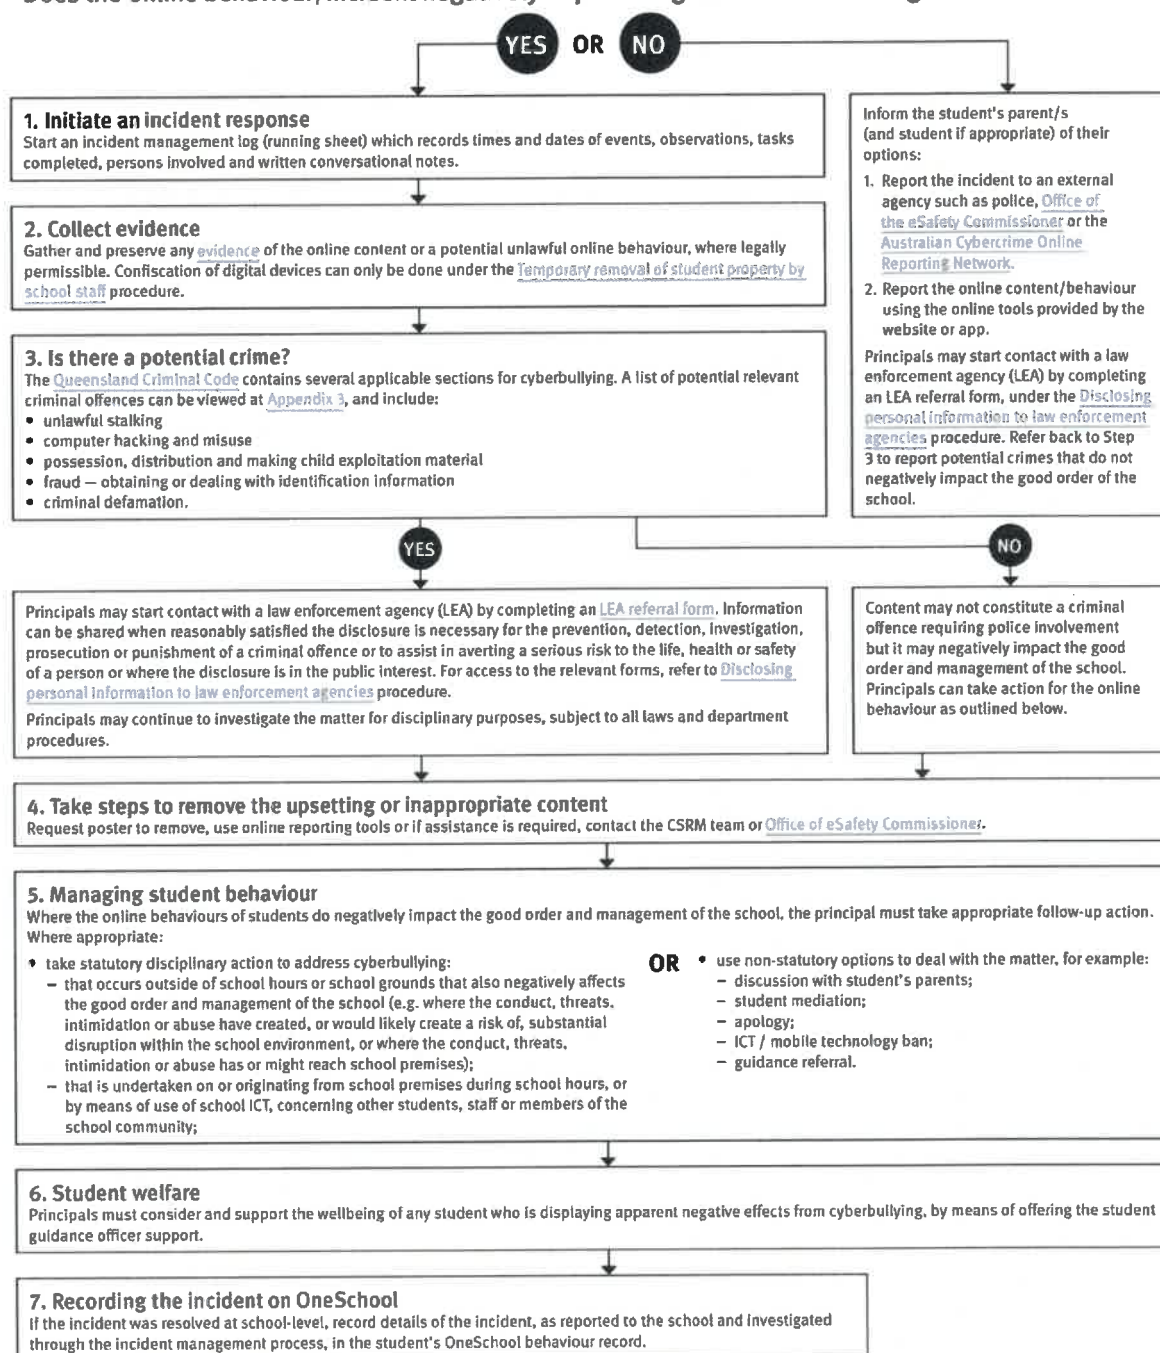 YES OR NO
1. Initiate an incident response
Start an incident management log (running sheet) which records times and dates of events, observations, tasks
completed, persons involved and written conversational notes.
2. Collect evidence
Gather and preserve any evidence of the online content or a potential unlawful online behaviour, where legally
permissible. Confiscation of digital devices can only be done under the Temporary removal of student property by
school staff procedure.
3. Is there a potential crime?
The Queensland Criminal Code contains several applicable sections for cyberbullying. A list of potential relevant
criminal offences can be viewed at Appendix 3, and include:
• unlawful stalking
• computer hacking and misuse
• possession, distribution and making child exploitation material
• fraud — obtaining or dealing with identification information
• criminal defamation.
Inform the student's parent/s
(and student if appropriate) of their
options:
1. Report the incident to an external
agency such as police, Office of
the eSafety Commissioner or the
Australian Cybercrime Online
Reporting Network.
2. Report the online content/behaviour
using the online tools provided by the
website or app.
Principals may start contact with a law
enforcement agency (LEA) by completing
an LEA referral form, under the Disclosing
personal information to law enforcement
agencies procedure. Refer back to Step
3 to report potential crimes that do not
negatively impact the good order of the
school.
YES
NO
Principals may start contact with a law enforcement agency (LEA) by completing an LEA referral form. Information
can be shared when reasonably satisfied the disclosure is necessary for the prevention, detection, investigation,
prosecution or punishment of a criminal offence or to assist in averting a serious risk to the life, health or safety
of a person or where the disclosure is in the public interest. For access to the relevant forms, refer to Disclosing
personal information to law enforcement agencies procedure.
Principals may continue to investigate the matter for disciplinary purposes, subject to all laws and department
procedures.
Content may not constitute a criminal
offence requiring police involvement
but it may negatively impact the good
order and management of the school.
Principals can take action for the online
behaviour as outlined below.
4. Take steps to remove the upsetting or inappropriate content
Request poster to remove, use online reporting tools or if assistance is required, contact the CSRM team or Office of eSafety Commissioner.
5. Managing student behaviour
Where the online behaviours of students do negatively impact the good order and management of the school, the principal must take appropriate follow-up action.
Where appropriate:
• take statutory disciplinary action to address cyberbullying:
– that occurs outside of school hours or school grounds that also negatively affects
the good order and management of the school (e.g. where the conduct, threats,
intimidation or abuse have created, or would likely create a risk of, substantial
disruption within the school environment, or where the conduct, threats,
intimidation or abuse has or might reach school premises);
– that is undertaken on or originating from school premises during school hours, or
by means of use of school ICT, concerning other students, staff or members of the
school community;
OR
• use non-statutory options to deal with the matter, for example:
– discussion with student's parents;
– student mediation;
– apology;
– ICT / mobile technology ban;
– guidance referral.
6. Student welfare
Principals must consider and support the wellbeing of any student who is displaying apparent negative effects from cyberbullying, by means of offering the student
guidance officer support.
7. Recording the incident on OneSchool
If the incident was resolved at school-level, record details of the incident, as reported to the school and investigated
through the incident management process, in the student's OneSchool behaviour record.